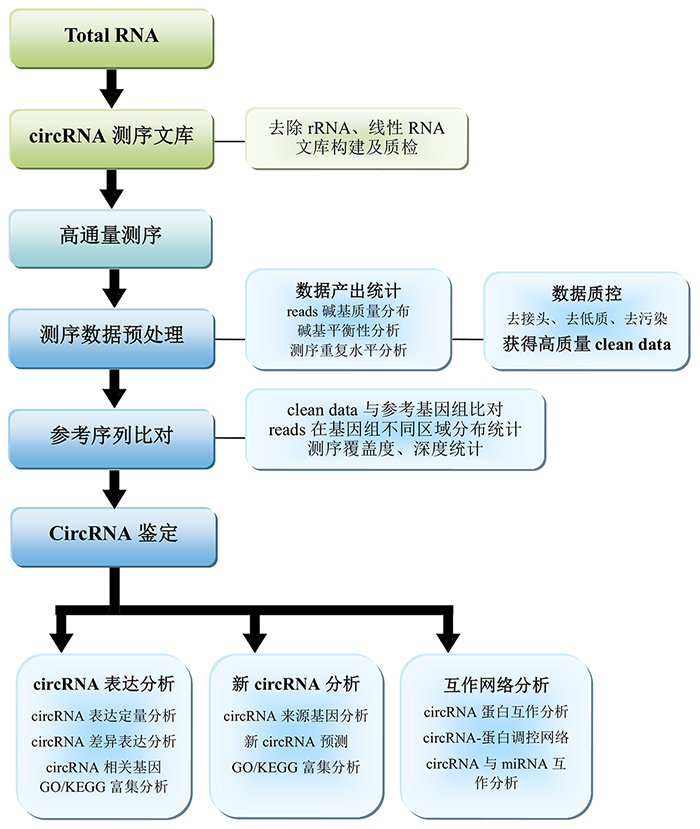 Total RNA
circRNA 测序文库
去除 rRNA、线性 RNA
文库构建及质检
高通量测序
测序数据预处理
数据产出统计
reads 碱基质量分布
碱基平衡性分析
测序重复水平分析
数据质控
去接头、去低质、去污染
获得高质量 clean data
参考序列比对
clean data 与参考基因组比对
reads 在基因组不同区域分布统计
测序覆盖度、深度统计
CircRNA 鉴定
circRNA 表达分析
circRNA 表达定量分析
circRNA 差异表达分析
circRNA 相关基因
GO/KEGG 富集分析
新 circRNA 分析
circRNA 来源基因分析
新 circRNA 预测
GO/KEGG 富集分析
互作网络分析
circRNA 蛋白互作分析
circRNA-蛋白调控网络
circRNA 与 miRNA 互
作分析